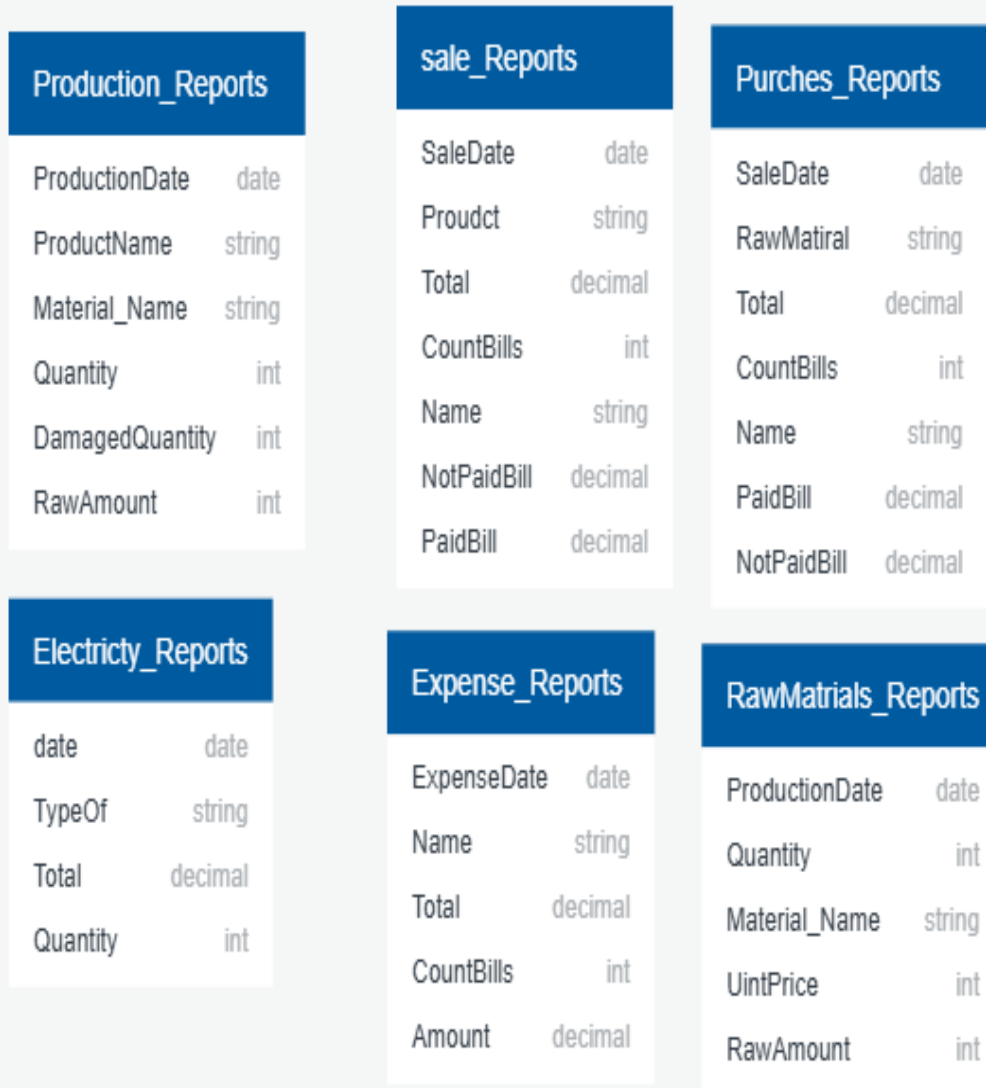 Production_Reports
ProductionDate date
ProductName string
Material_Name string
Quantity int
DamagedQuantity int
RawAmount int
sale_Reports
SaleDate date
Proudct string
Total decimal
CountBills int
Name string
NotPaidBill decimal
PaidBill decimal
Purches_Reports
SaleDate date
RawMatiral string
Total decimal
CountBills int
Name string
PaidBill decimal
NotPaidBill decimal
Electricty_Reports
date date
TypeOf string
Total decimal
Quantity int
Expense_Reports
ExpenseDate date
Name string
Total decimal
CountBills int
Amount decimal
RawMatrials_Reports
ProductionDate date
Quantity int
Material_Name string
UintPrice int
RawAmount int